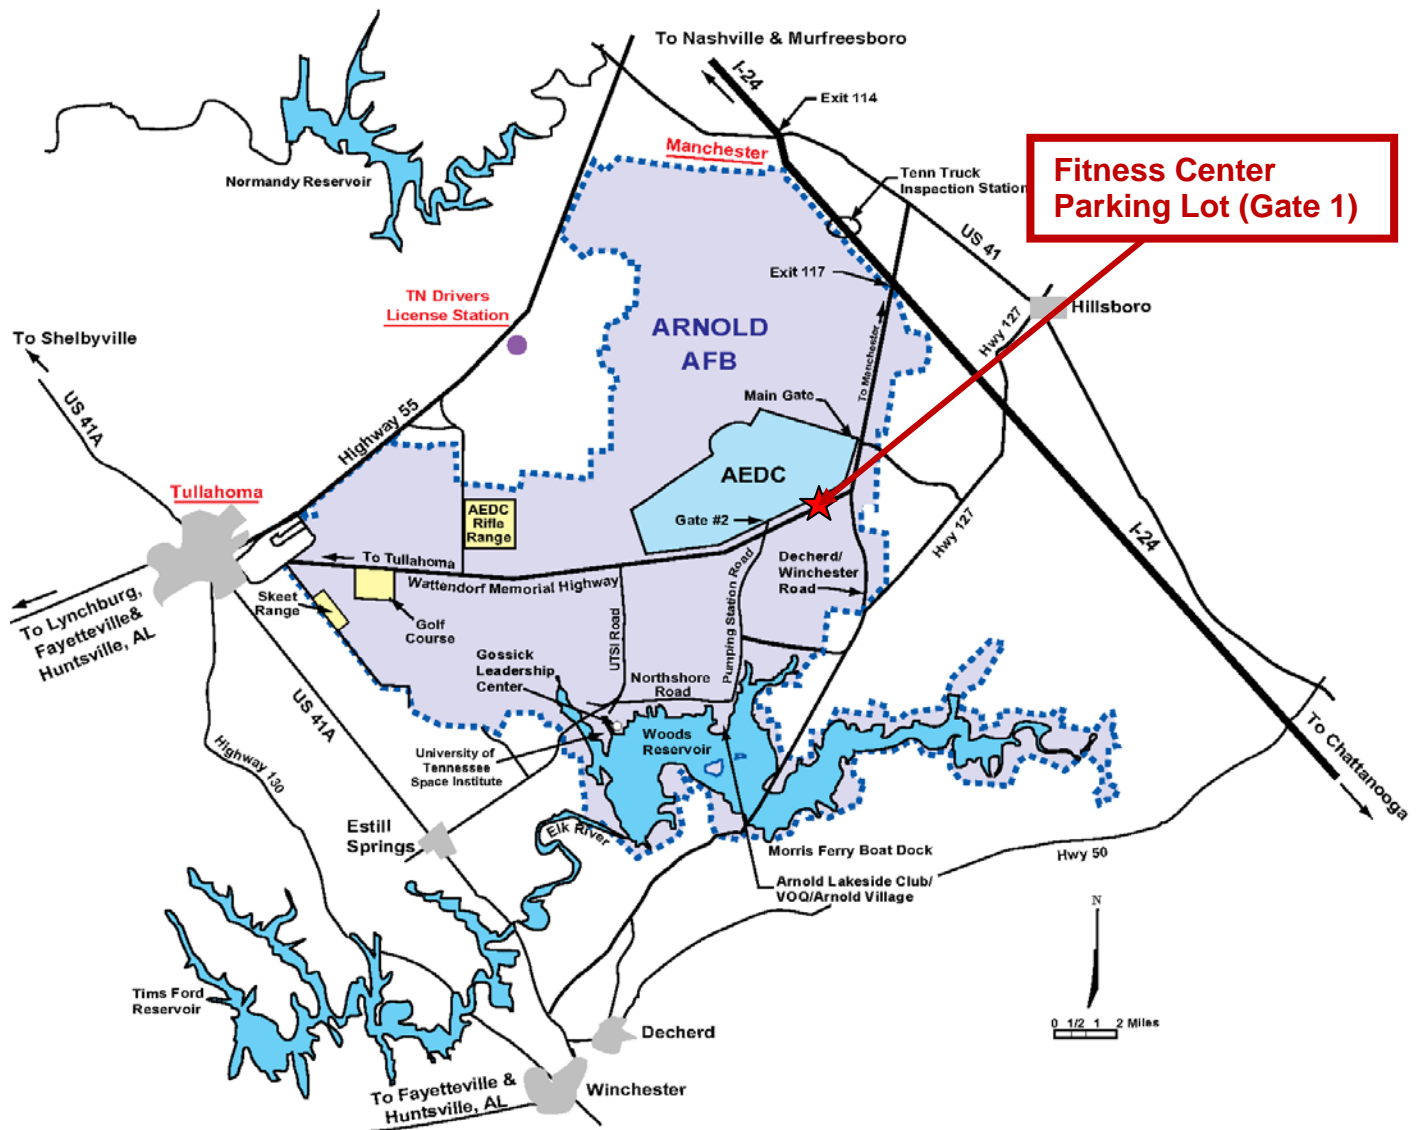 To Nashville & Murfreesboro
I-24
Exit 114
Manchester
Fitness Center
Parking Lot (Gate 1)
Tenn Truck
Inspection Station
Normandy Reservoir
US 41
Exit 117
TN Drivers
License Station
Hillsboro
Hwy 127
ARNOLD
AFB
To Shelbyville
To Manchester
US 41A
Main Gate
Highway 55
AEDC
Tullahoma
AEDC
Rifle
Range
Gate #2
I-24
Hwy 127
To Tullahoma
Wattendorf Memorial Highway
Decherd/
Winchester
Road
Skeet
Range
Golf
Course
To Lynchburg,
Fayetteville&
Huntsville, AL
UTSI Road
Pumping Station Road
Gossick
Leadership
Center
Northshore
Road
US 41A
Woods
Reservoir
University of
Tennessee
Space Institute
To Chattanooga
Highway 130
Estill
Springs
Elk River
Morris Ferry Boat Dock
Hwy 50
Arnold Lakeside Club/
VOQ/Arnold Village
N
Tims Ford
Reservoir
0 1/2 1 2 Miles
Decherd
Winchester
To Fayetteville &
Huntsville, AL